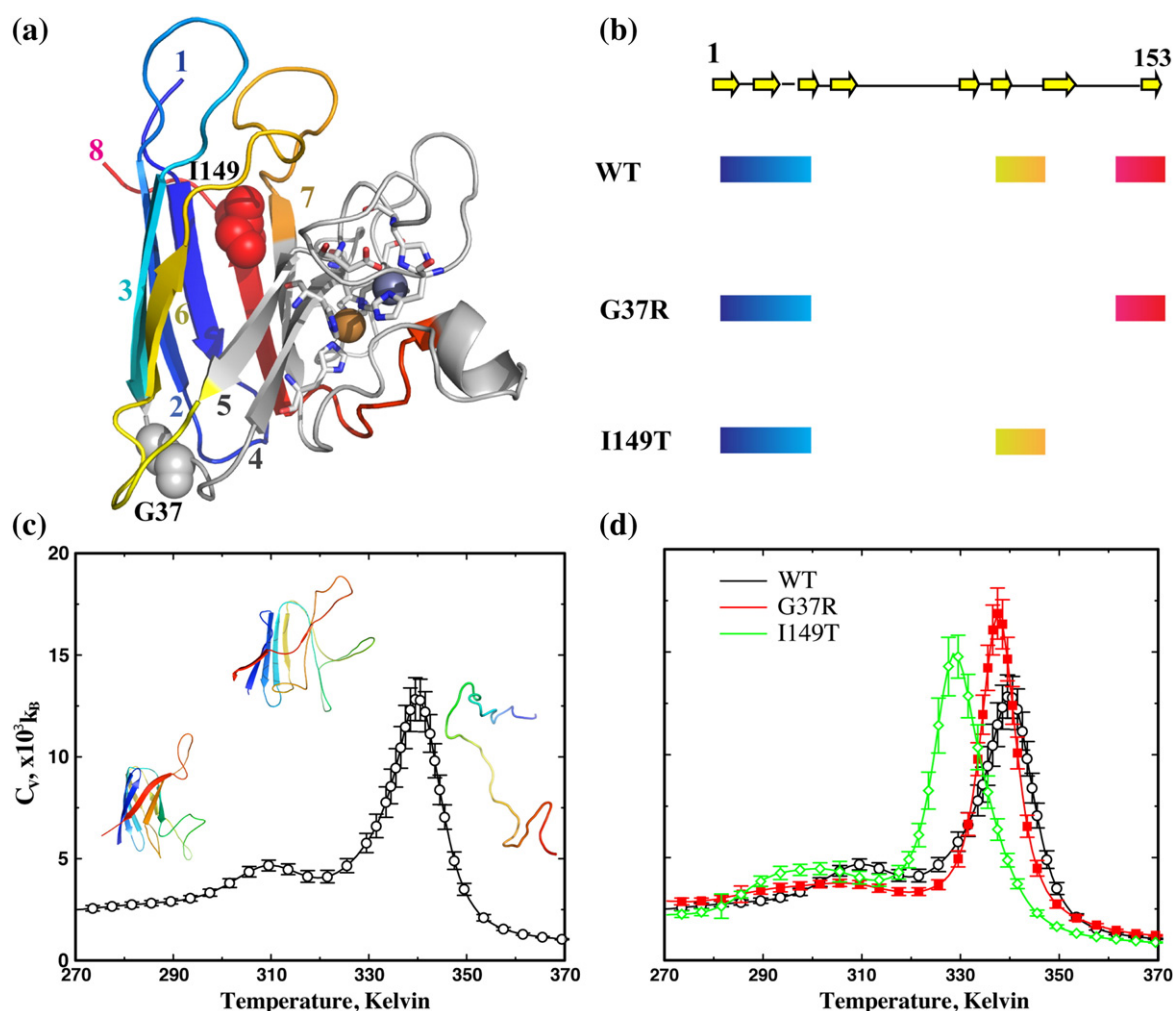 (a)
1
8
I149
7
3
6
2
5
4
G37
(b)
1
153
WT
G37R
I149T
(c)
20
15
10
5
0
Cv, x10³kB
270
290
310
330
350
370
Temperature, Kelvin
(d)
WT
G37R
I149T
270
290
310
330
350
370
Temperature, Kelvin